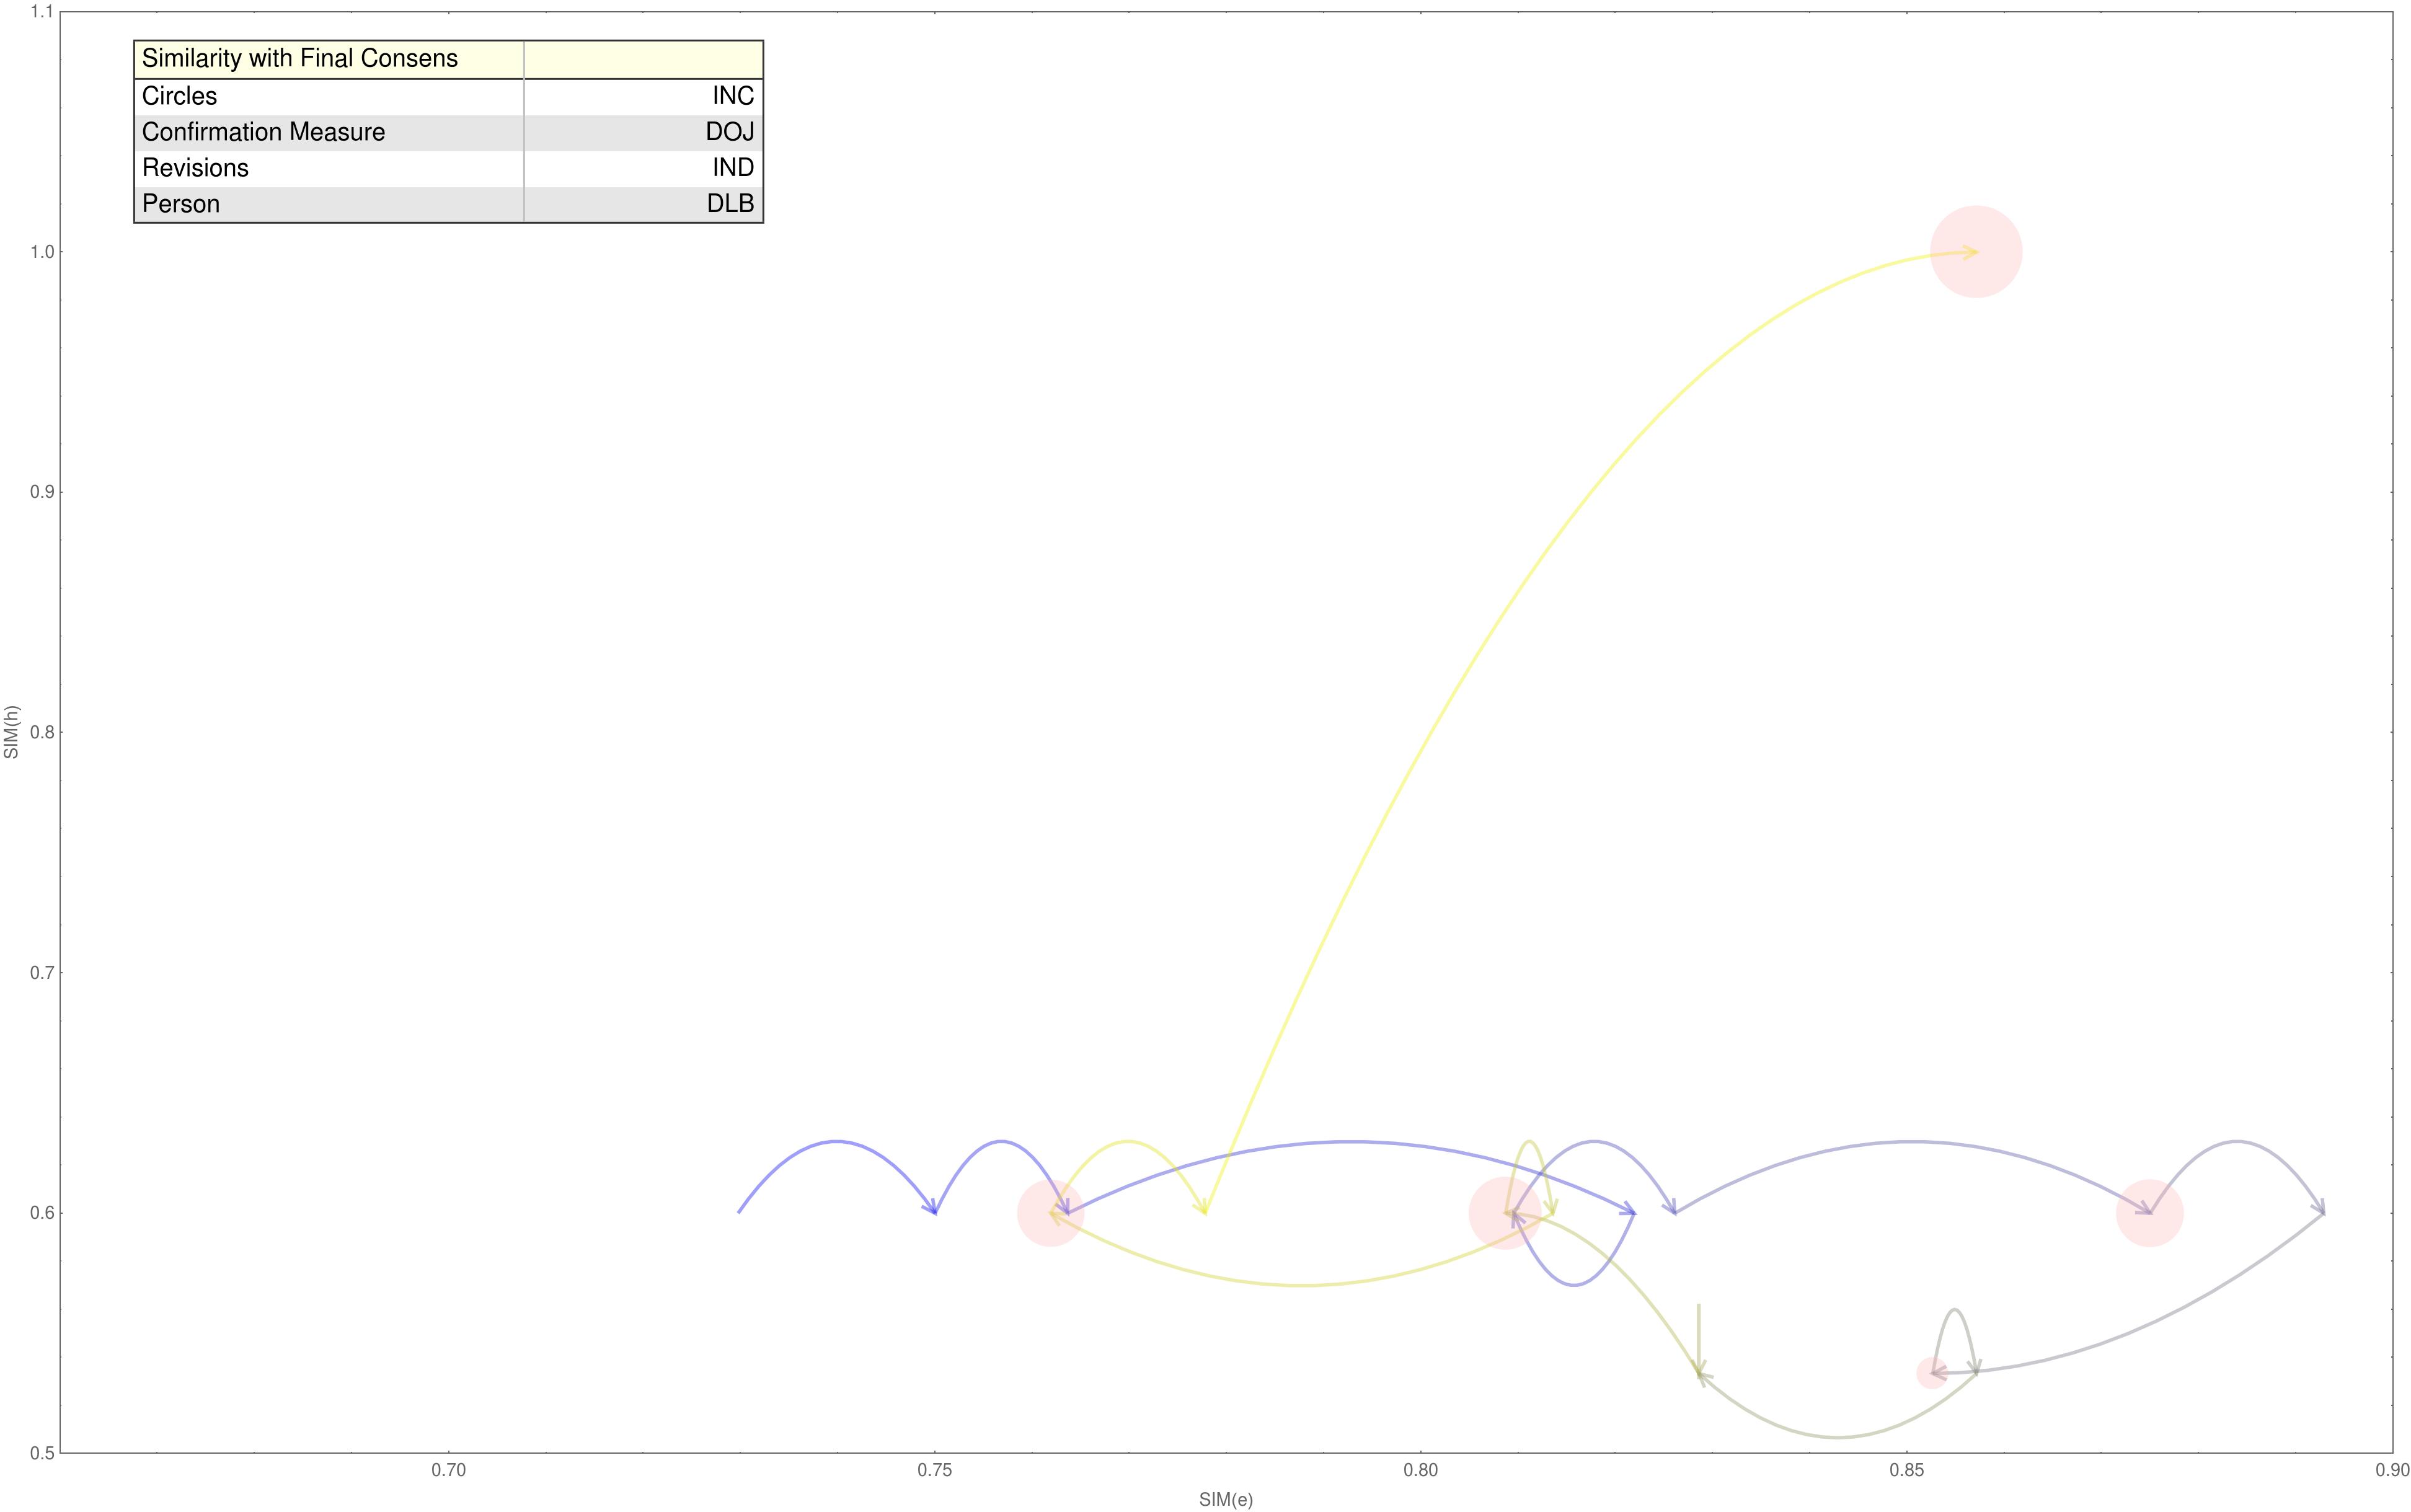 1.1
Similarity with Final Consens
Circles INC
Confirmation Measure DOJ
Revisions IND
Person DLB
1.0
0.9
0.8
SIM(h)
0.7
0.6
0.5
0.70 0.75 0.80 0.85 0.90
SIM(e)